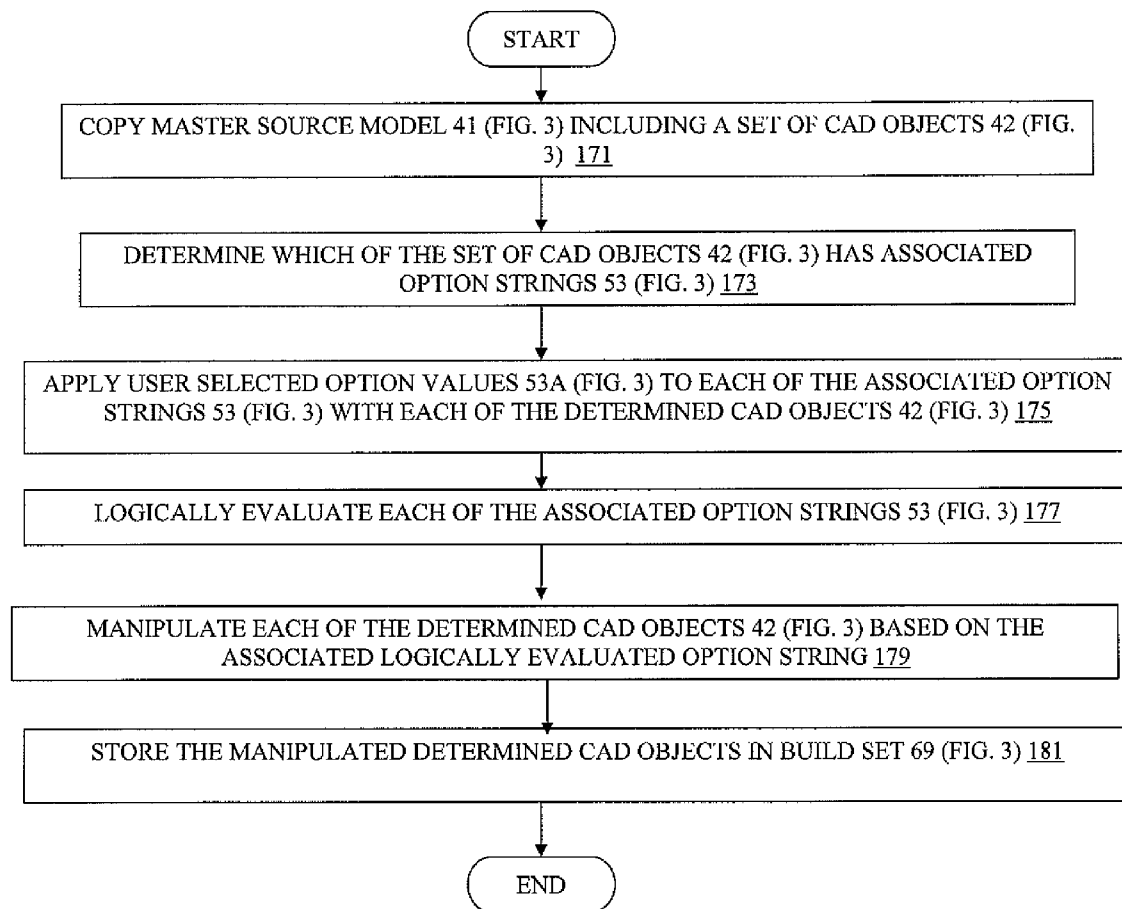 START
COPY MASTER SOURCE MODEL 41 (FIG. 3) INCLUDING A SET OF CAD OBJECTS 42 (FIG.
3) 171
DETERMINE WHICH OF THE SET OF CAD OBJECTS 42 (FIG. 3) HAS ASSOCIATED
OPTION STRINGS 53 (FIG. 3) 173
APPLY USER SELECTED OPTION VALUES 53A (FIG. 3) TO EACH OF THE ASSOCIATED OPTION
STRINGS 53 (FIG. 3) WITH EACH OF THE DETERMINED CAD OBJECTS 42 (FIG. 3) 175
LOGICALLY EVALUATE EACH OF THE ASSOCIATED OPTION STRINGS 53 (FIG. 3) 177
MANIPULATE EACH OF THE DETERMINED CAD OBJECTS 42 (FIG. 3) BASED ON THE
ASSOCIATED LOGICALLY EVALUATED OPTION STRING 179
STORE THE MANIPULATED DETERMINED CAD OBJECTS IN BUILD SET 69 (FIG. 3) 181
END